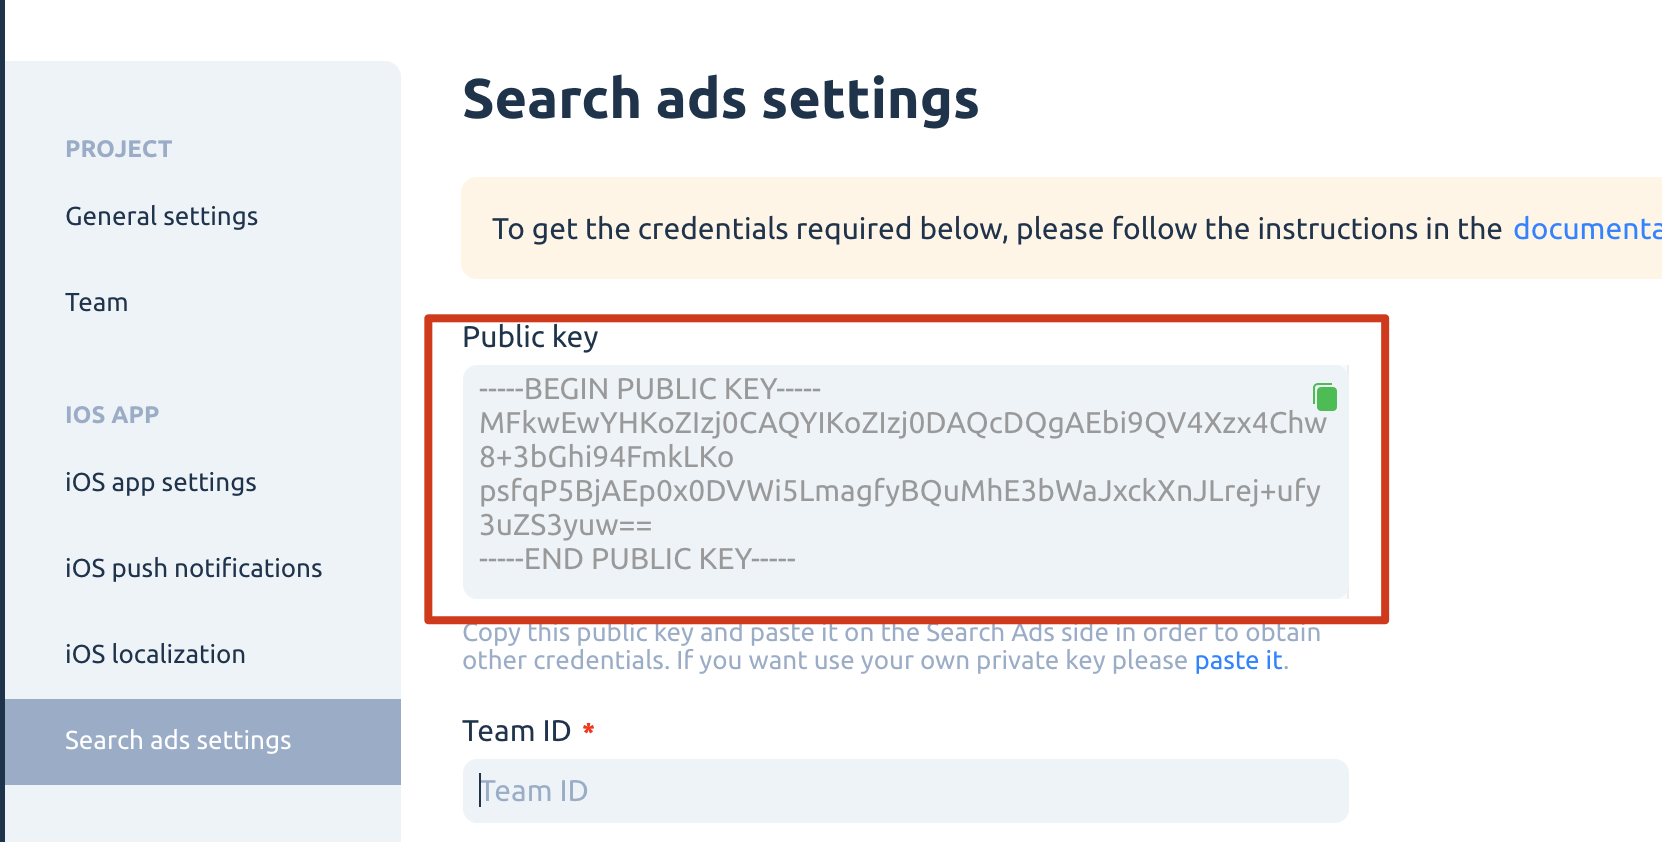 PROJECT
General settings
Team
IOS APP
iOS app settings
iOS push notifications
iOS localization
Search ads settings
Search ads settings
To get the credentials required below, please follow the instructions in the documenta
Public key
-----BEGIN PUBLIC KEY-----
MFkwEwYHKoZIzj0CAQYIKoZIzj0DAQcDQgAEbi9QV4Xzx4Chw
8+3bGhi94FmkLKo
psfqP5BjAEp0x0DVWi5LmagfyBQuMhE3bWaJxckXnJLrej+ufy
3uZS3yuw==
-----END PUBLIC KEY-----
Copy this public key and paste it on the Search Ads side in order to obtain
other credentials. If you want use your own private key please paste it.
Team ID *
Team ID